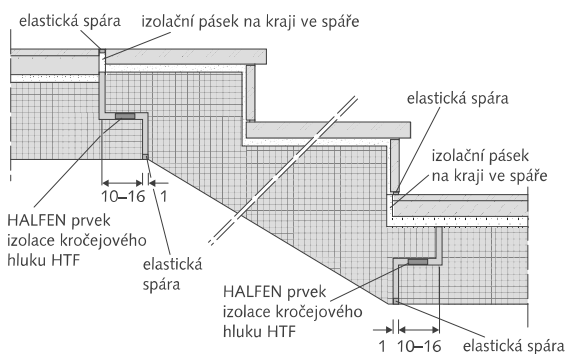 elastická spára
izolační pásek na kraji ve spáře
elastická spára
izolační pásek
na kraji ve spáře
10–16
1
HALFEN prvek
izolace kročejového
hluku HTF
elastická
spára
HALFEN prvek
izolace kročejového
hluku HTF
1
10–16
elastická spára